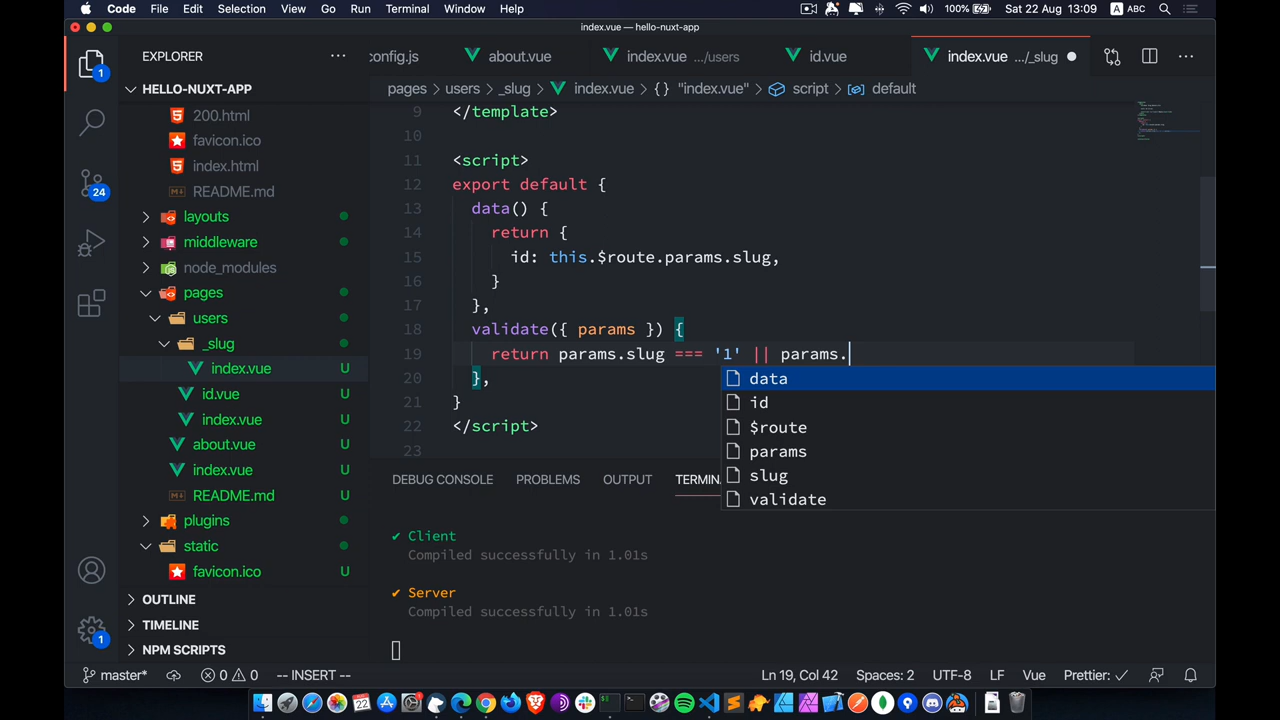 Code File Edit Selection View Go Run Terminal Window Help 100% Sat 22 Aug 13:09 A ABC
index.vue — hello-nuxt-app
EXPLORER ···
config.js about.vue index.vue .../users id.vue index.vue .../_slug ···
HELLO-NUXT-APP
pages > users > _slug > index.vue > {} "index.vue" > script > default
200.html
favicon.ico
index.html
README.md
layouts
middleware
node_modules
pages
users
_slug
index.vue U
id.vue U
index.vue U
about.vue U
index.vue U
README.md U
plugins
static
favicon.ico U
OUTLINE
TIMELINE
NPM SCRIPTS
1
24
1
9 </template>
10
11 <script>
12 export default {
13 data() {
14 return {
15 id: this.$route.params.slug,
16 }
17 },
18 validate({ params }) {
19 return params.slug === '1' || params.
20 },
21 }
22 </script>
23
data
id
$route
params
slug
validate
DEBUG CONSOLE PROBLEMS OUTPUT TERMIN
✔ Client
Compiled successfully in 1.01s
✔ Server
Compiled successfully in 1.01s
master* 0 0 -- INSERT -- Ln 19, Col 42 Spaces: 2 UTF-8 LF Vue Prettier: ✓
22